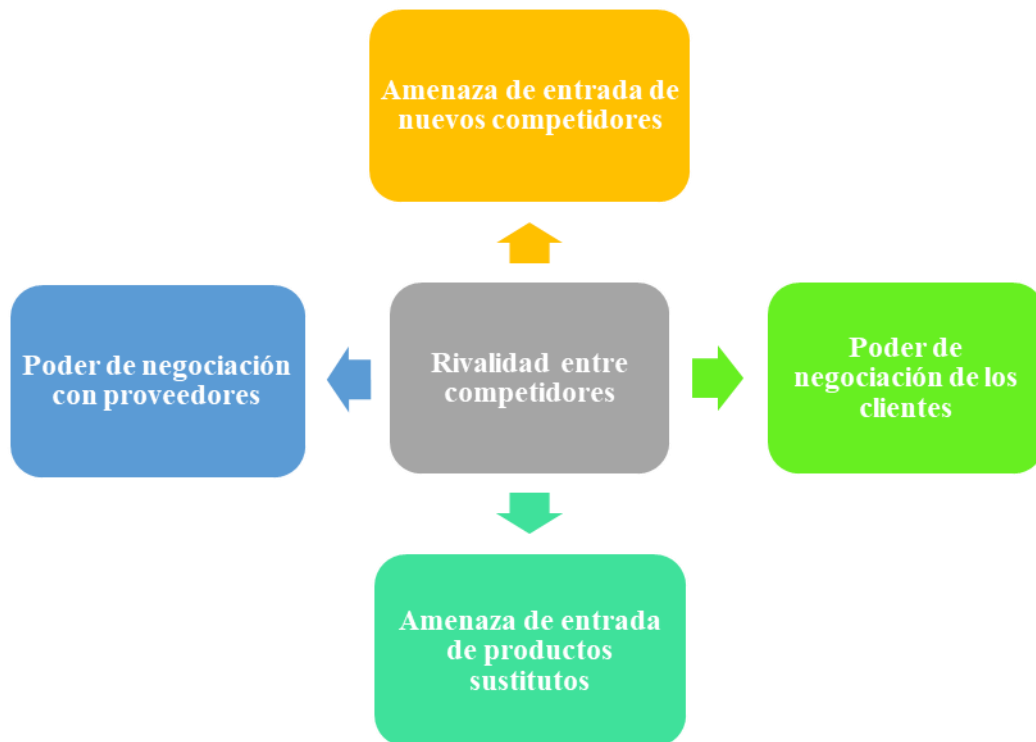 Amenaza de entrada de
nuevos competidores
Poder de negociación
con proveedores
Rivalidad entre
competidores
Poder de
negociación de los
clientes
Amenaza de entrada
de productos
sustitutos